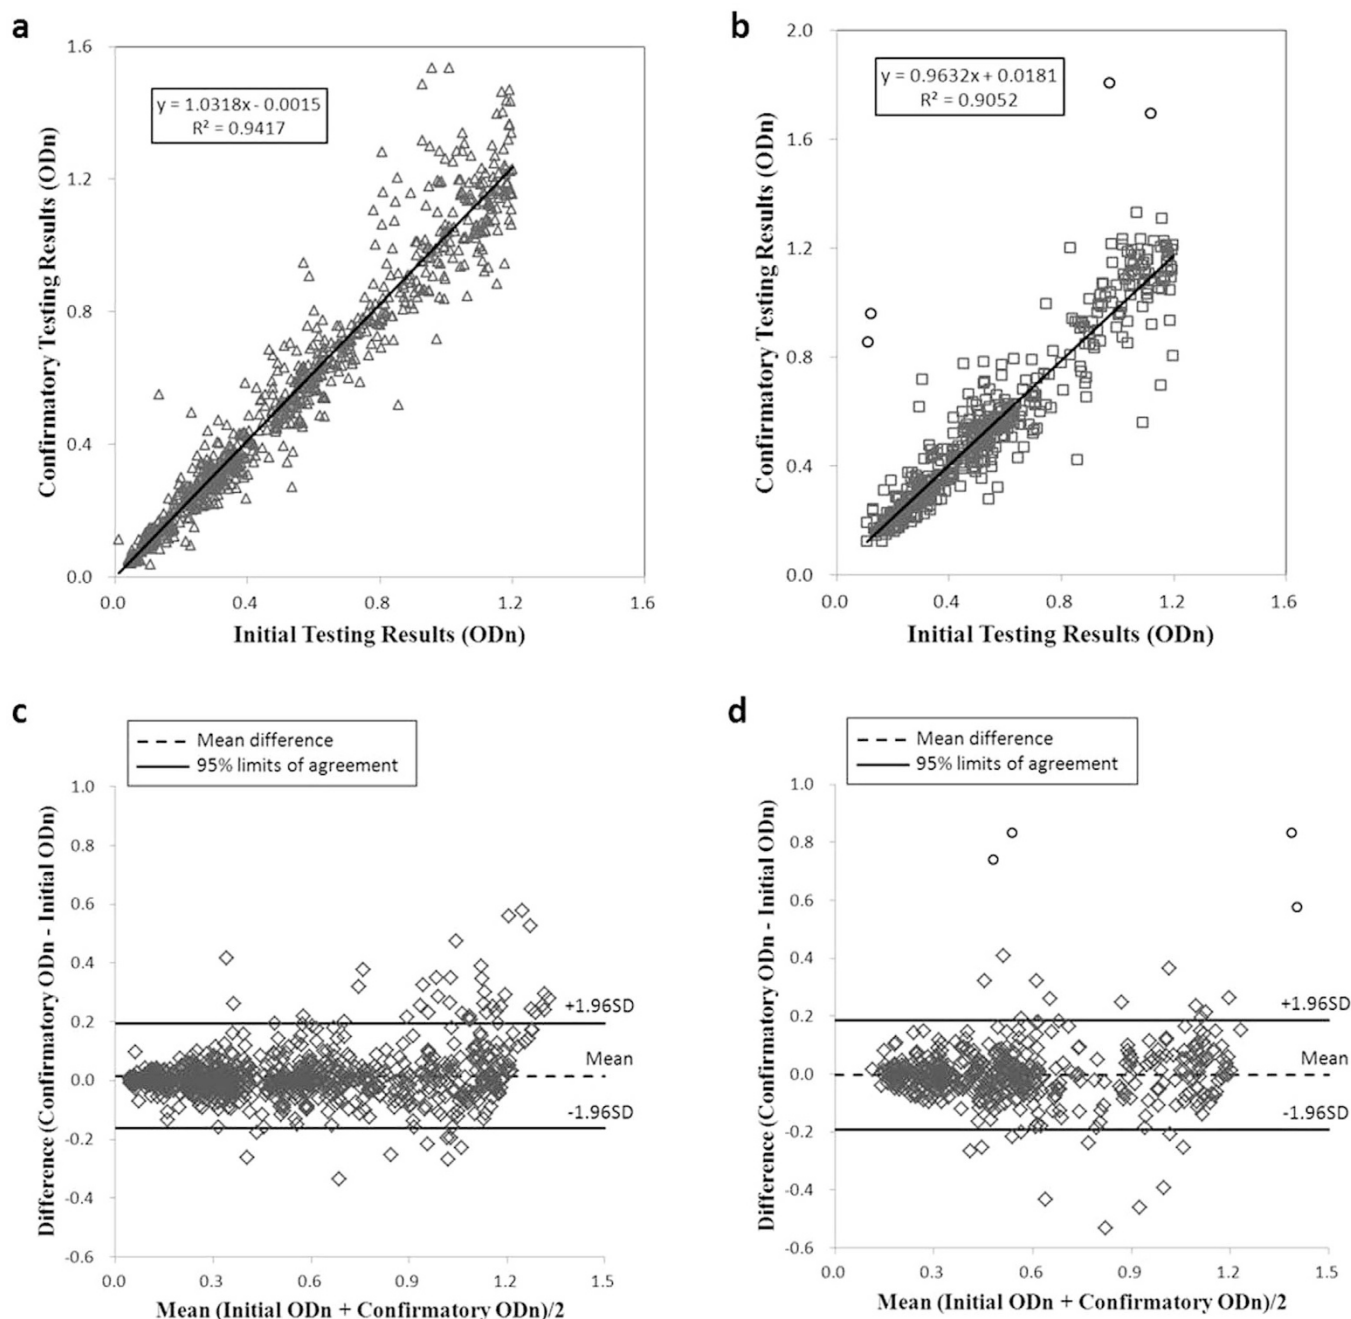 a
1.6
1.2
0.8
0.4
0.0
y = 1.0318x - 0.0015
R² = 0.9417
Confirmatory Testing Results (ODn)
0.0 0.4 0.8 1.2 1.6
Initial Testing Results (ODn)
b
2.0
1.6
1.2
0.8
0.4
0.0
y = 0.9632x + 0.0181
R² = 0.9052
Confirmatory Testing Results (ODn)
0.0 0.4 0.8 1.2 1.6
Initial Testing Results (ODn)
c
Mean difference
95% limits of agreement
1.0
0.8
0.6
0.4
0.2
0.0
-0.2
-0.4
-0.6
Difference (Confirmatory ODn - Initial ODn)
+1.96SD
Mean
-1.96SD
0.0 0.3 0.6 0.9 1.2 1.5
Mean (Initial ODn + Confirmatory ODn)/2
d
Mean difference
95% limits of agreement
1.0
0.8
0.6
0.4
0.2
0.0
-0.2
-0.4
-0.6
Difference (Confirmatory ODn - Initial ODn)
+1.96SD
Mean
-1.96SD
0.0 0.3 0.6 0.9 1.2 1.5
Mean (Initial ODn + Confirmatory ODn)/2